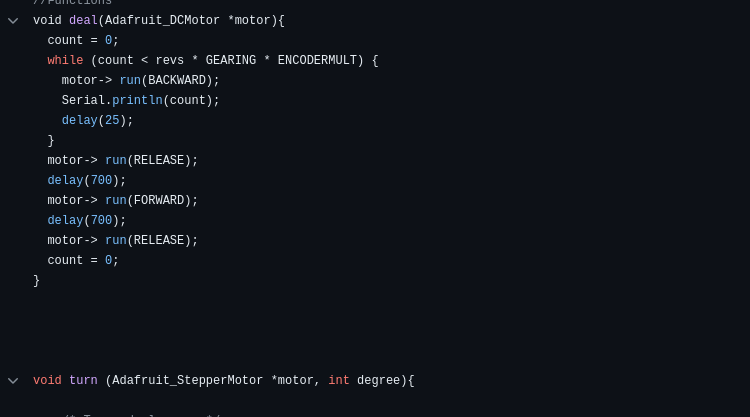 //Functions
void deal(Adafruit_DCMotor *motor){
  count = 0;
  while (count < revs * GEARING * ENCODERMULT) {
    motor-> run(BACKWARD);
    Serial.println(count);
    delay(25);
  }
  motor-> run(RELEASE);
  delay(700);
  motor-> run(FORWARD);
  delay(700);
  motor-> run(RELEASE);
  count = 0;
}
void turn (Adafruit_StepperMotor *motor, int degree){